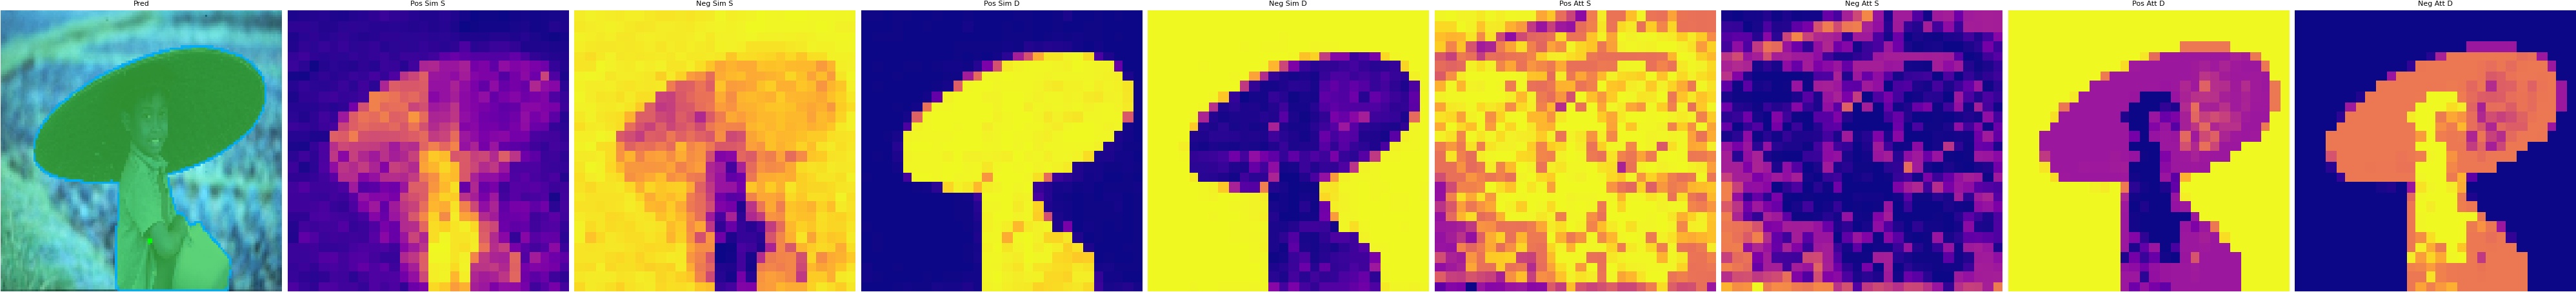 Pred
Pos Sim S
Neg Sim S
Pos Sim D
Neg Sim D
Pos Att S
Neg Att S
Pos Att D
Neg Att D